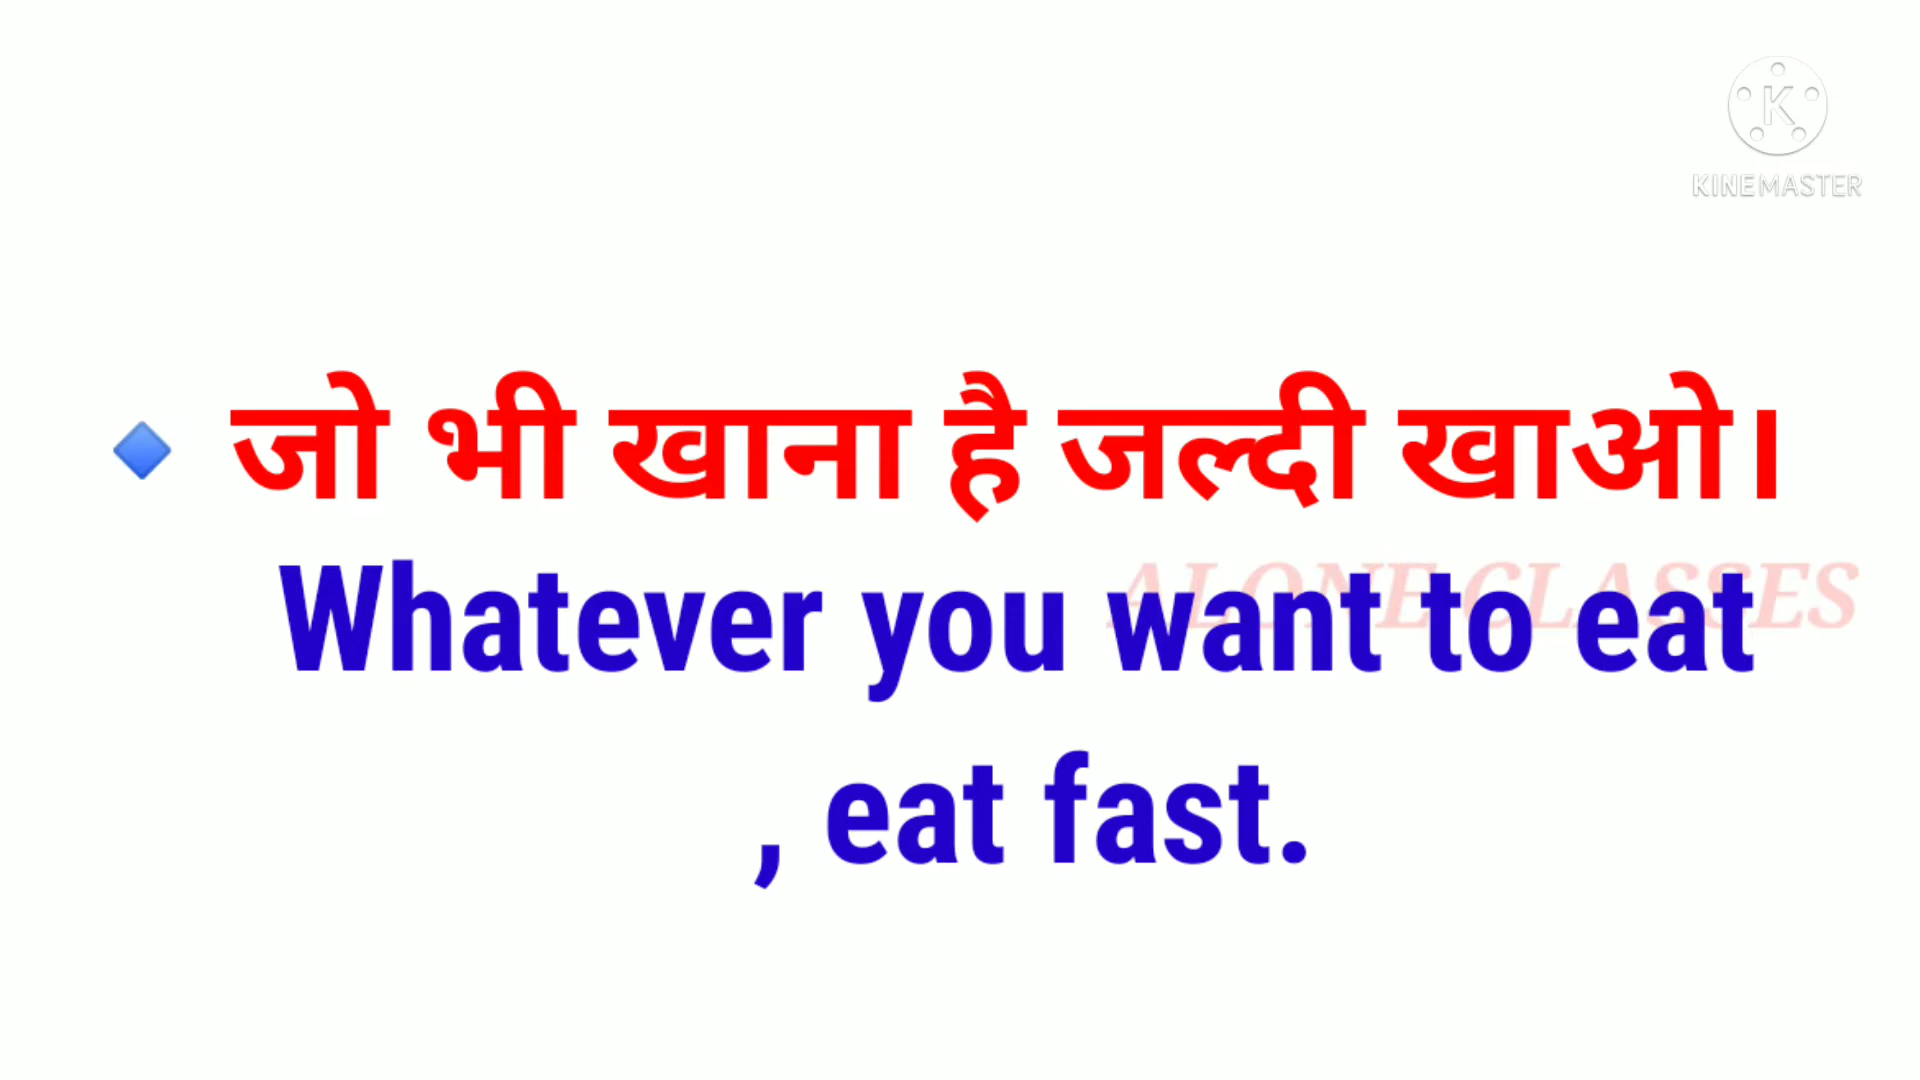 KINEMASTER
🔹 जो भी खाना है जल्दी खाओ।
ALONE CLASSES
Whatever you want to eat
, eat fast.